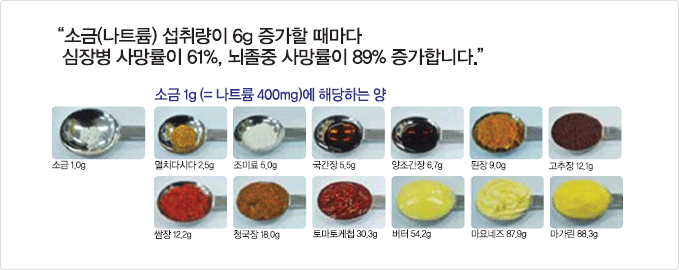 “소금(나트륨) 섭취량이 6g 증가할 때마다
심장병 사망률이 61%, 뇌졸중 사망률이 89% 증가합니다.”
소금 1g (= 나트륨 400mg)에 해당하는 양
소금 1,0g
멸치다시다 2,5g
조미료 5,0g
국간장 5,5g
양조간장 6,7g
된장 9,0g
고추장 12,1g
쌈장 12,2g
청국장 18,0g
토마토케첩 30,3g
버터 54,2g
마요네즈 87,9g
마가린 88,3g